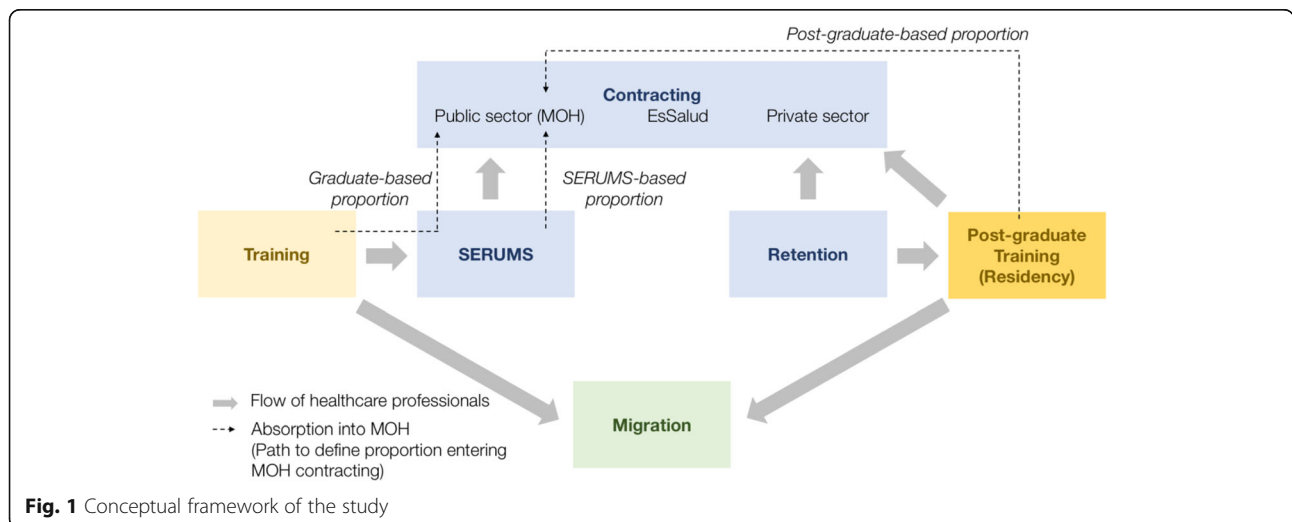 Post-graduate-based proportion
Contracting
Public sector (MOH) EsSalud Private sector
Graduate-based
proportion
SERUMS-based
proportion
Training
SERUMS
Retention
Post-graduate
Training
(Residency)
Migration
Flow of healthcare professionals
Absorption into MOH
(Path to define proportion entering
MOH contracting)
Fig. 1 Conceptual framework of the study